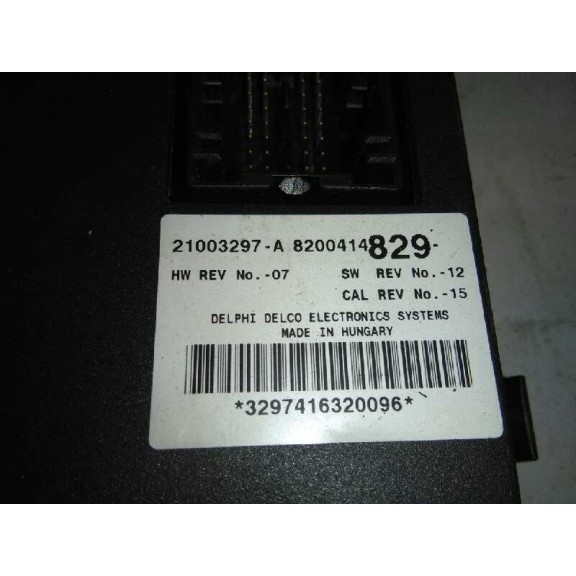 21003297-A 8200414829-
HW REV No.-07 SW REV No.-12
CAL REV No.-15
DELPHI DELCO ELECTRONICS SYSTEMS
MADE IN HUNGARY
*3297416320096*